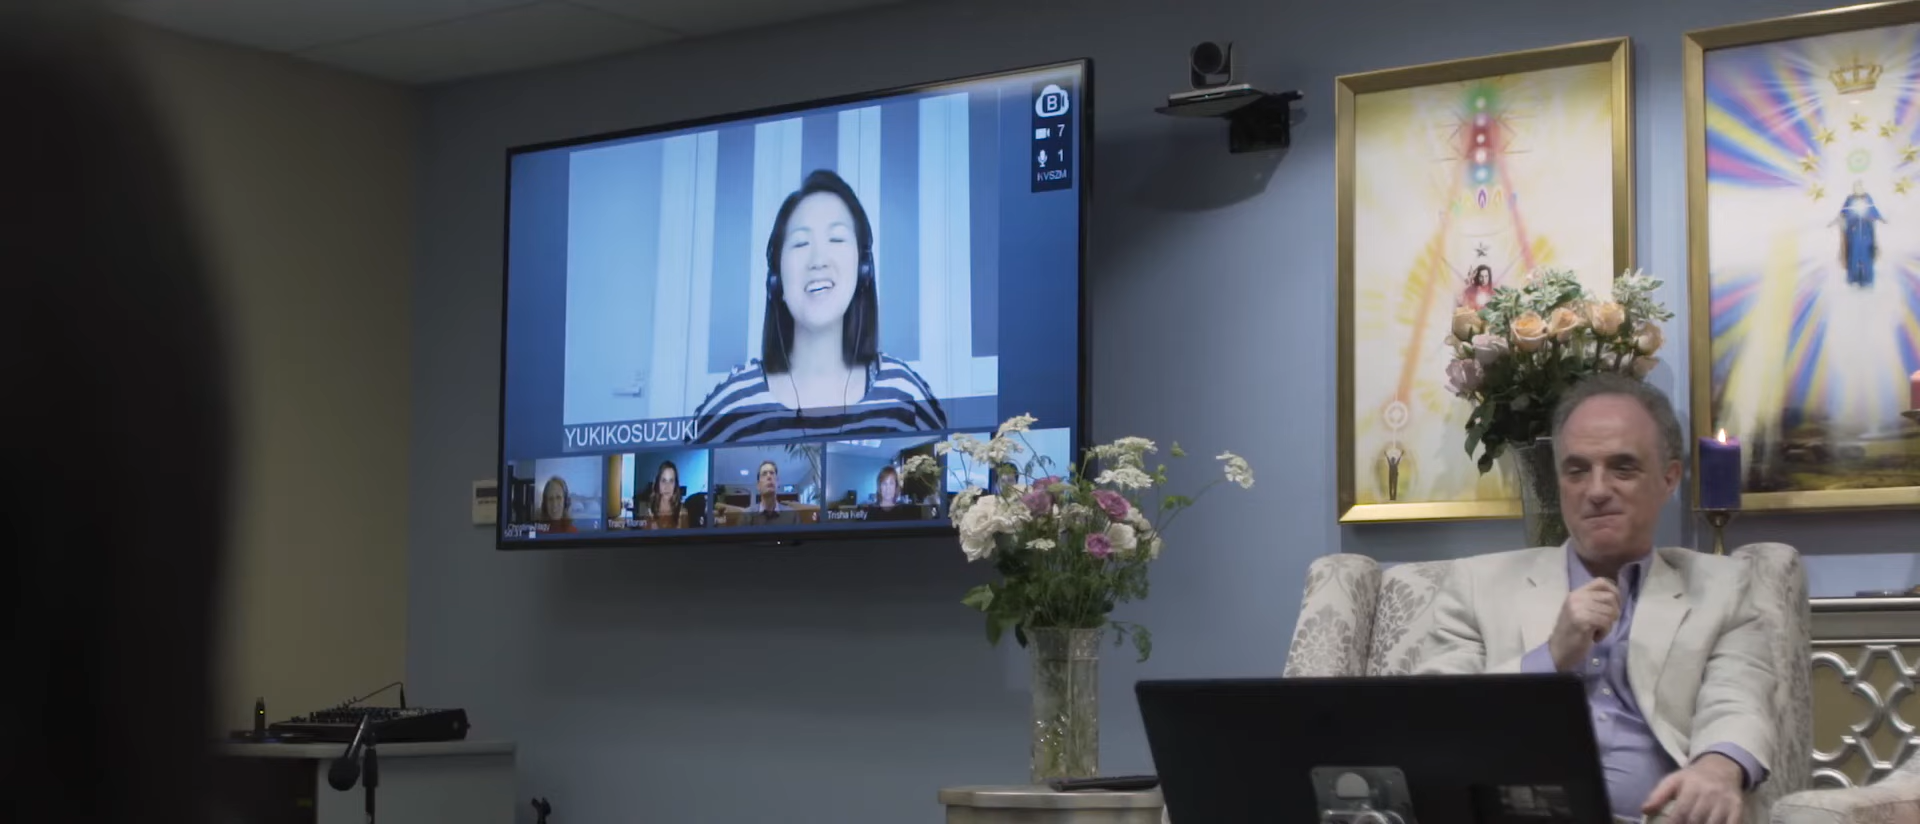 B
7
1
KVSZM
YUKIKOSUZUKI
Tracy Moran
Trisha Kelly